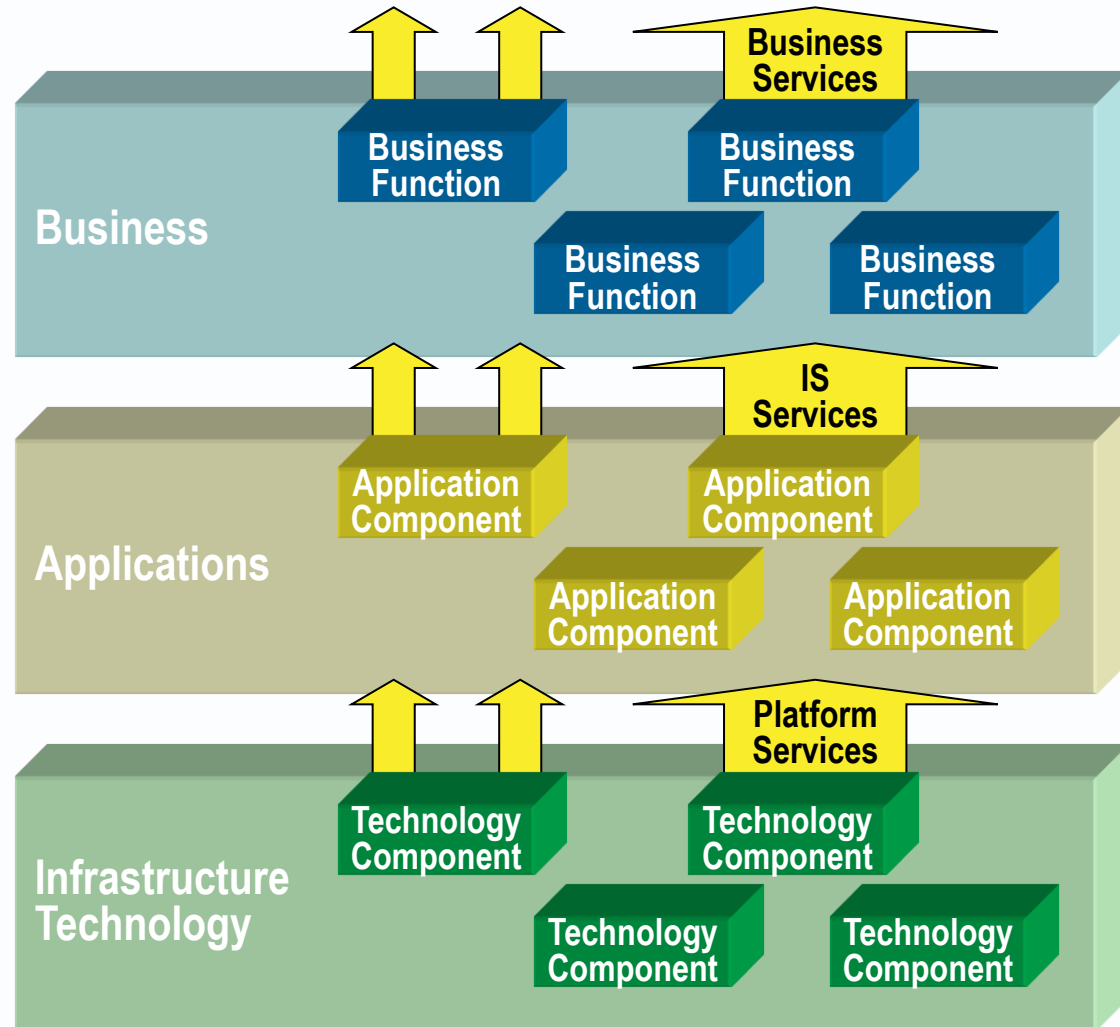 Business
Services
Business
Function
Business
Function
Business
Business
Function
Business
Function
IS
Services
Application
Component
Application
Component
Applications
Application
Component
Application
Component
Platform
Services
Technology
Component
Technology
Component
Infrastructure
Technology
Technology
Component
Technology
Component